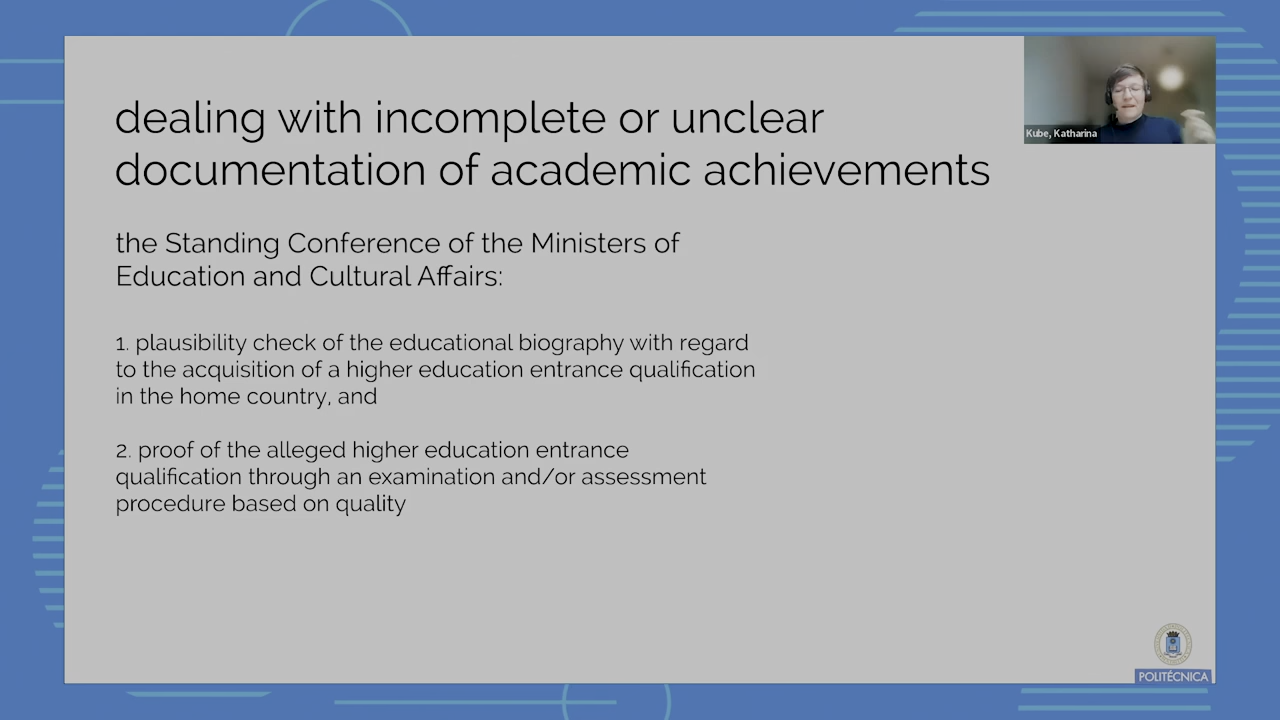 dealing with incomplete or unclear
documentation of academic achievements
Kube, Katharina
the Standing Conference of the Ministers of
Education and Cultural Affairs:
1. plausibility check of the educational biography with regard
to the acquisition of a higher education entrance qualification
in the home country, and
2. proof of the alleged higher education entrance
qualification through an examination and/or assessment
procedure based on quality
POLITÉCNICA